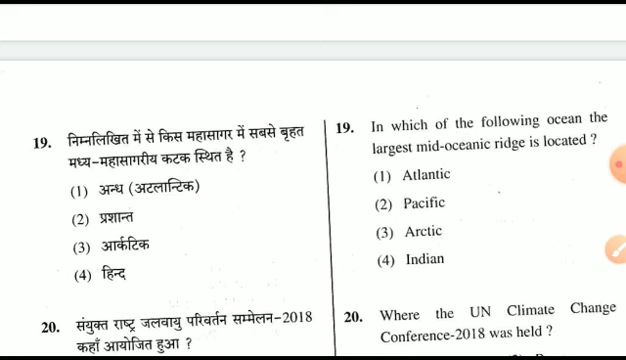 19. निम्नलिखित में से किस महासागर में सबसे बृहत
मध्य-महासागरीय कटक स्थित है ?
(1) अन्ध (अटलान्टिक)
(2) प्रशान्त
(3) आर्कटिक
(4) हिन्द
20. संयुक्त राष्ट्र जलवायु परिवर्तन सम्मेलन-2018
कहाँ आयोजित हुआ ?
19. In which of the following ocean the
largest mid-oceanic ridge is located ?
(1) Atlantic
(2) Pacific
(3) Arctic
(4) Indian
20. Where the UN Climate Change
Conference-2018 was held ?